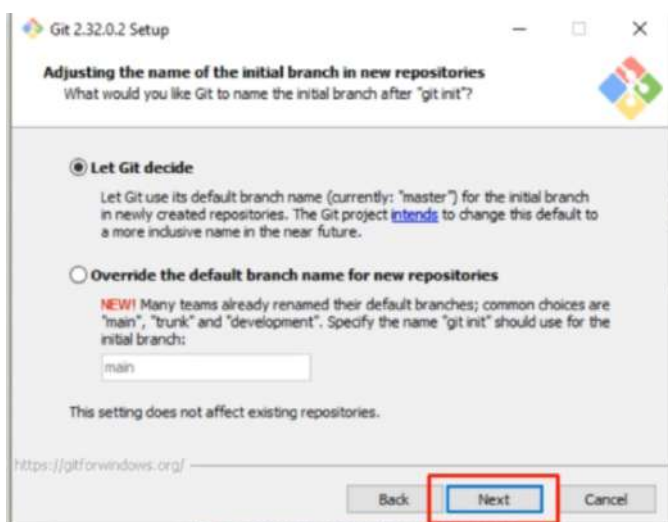 Git 2.32.0.2 Setup
Adjusting the name of the initial branch in new repositories
What would you like Git to name the initial branch after "git init"?
Let Git decide
Let Git use its default branch name (currently: "master") for the initial branch
in newly created repositories. The Git project intends to change this default to
a more inclusive name in the near future.
Override the default branch name for new repositories
NEW! Many teams already renamed their default branches; common choices are
"main", "trunk" and "development". Specify the name "git init" should use for the
initial branch:
main
This setting does not affect existing repositories.
https://gitforwindows.org/
Back Next Cancel